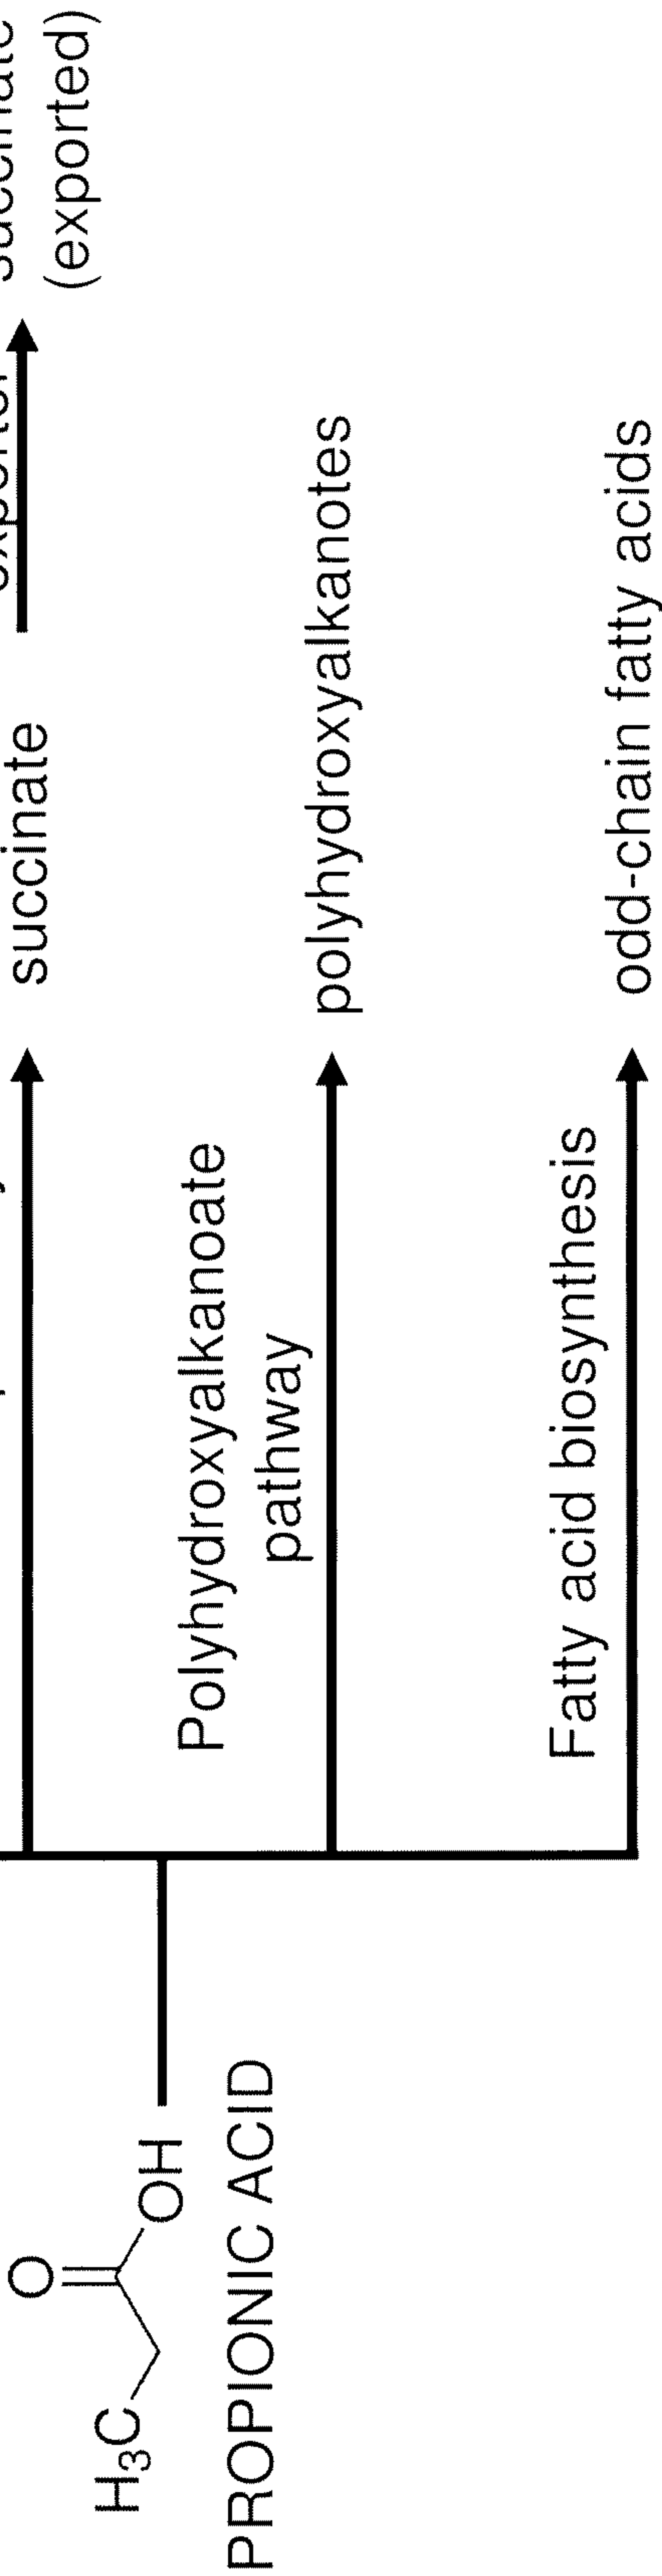 succinate
(exported)
succinate
polyhydroxyalkanotes
Polyhydroxyalkanoate
pathway
odd-chain fatty acids
Fatty acid biosynthesis
O
H3C
OH
PROPIONIC ACID